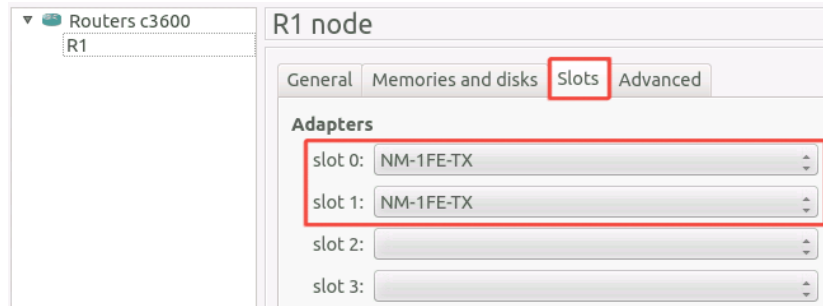 Routers c3600
R1
R1 node
General Memories and disks Slots Advanced
Adapters
slot 0: NM-1FE-TX
slot 1: NM-1FE-TX
slot 2:
slot 3: